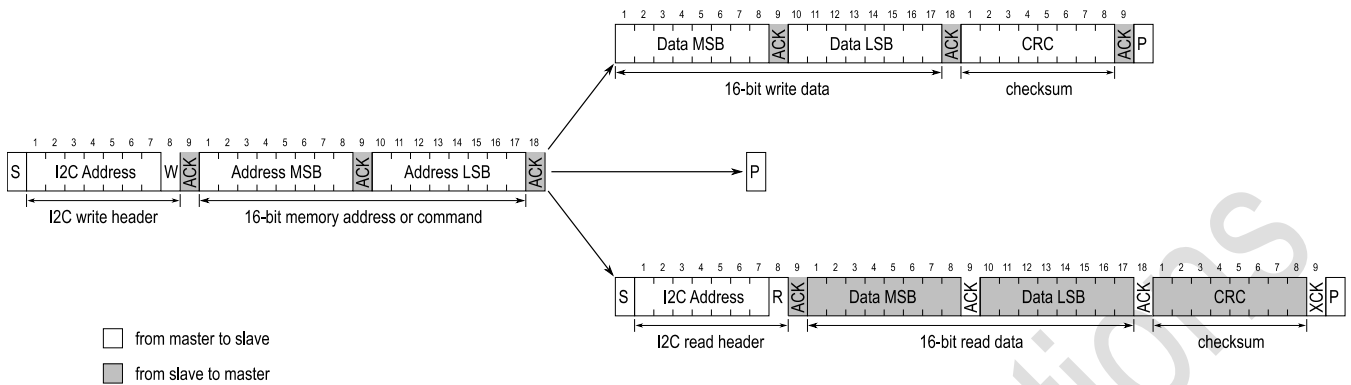 1 2 3 4 5 6 7 8 9 10 11 12 13 14 15 16 17 18 1 2 3 4 5 6 7 8 9
Data MSB ACK Data LSB ACK CRC ACK P
16-bit write data checksum
1 2 3 4 5 6 7 8 9 1 2 3 4 5 6 7 8 9 10 11 12 13 14 15 16 17 18
S I2C Address W ACK Address MSB ACK Address LSB ACK P
I2C write header 16-bit memory address or command
1 2 3 4 5 6 7 8 9 1 2 3 4 5 6 7 8 9 10 11 12 13 14 15 16 17 18 1 2 3 4 5 6 7 8 9
S I2C Address R ACK Data MSB ACK Data LSB ACK CRC XCK P
I2C read header 16-bit read data checksum
from master to slave
from slave to master